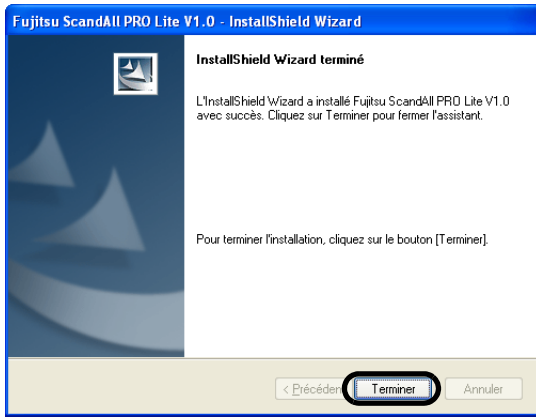 Fujitsu ScandAll PRO Lite V1.0 - InstallShield Wizard
InstallShield Wizard terminé
L'InstallShield Wizard a installé Fujitsu ScandAll PRO Lite V1.0
avec succès. Cliquez sur Terminer pour fermer l'assistant.
Pour terminer l'installation, cliquez sur le bouton [Terminer].
< Précéden Terminer Annuler